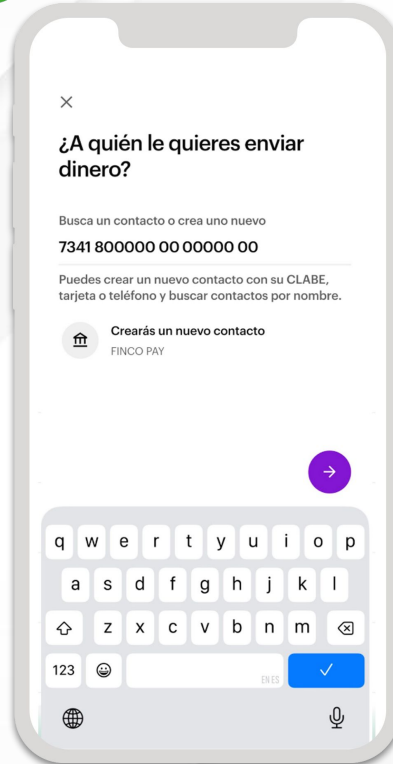 ¿A quién le quieres enviar
dinero?
Busca un contacto o crea uno nuevo
7341 800000 00 00000 00
Puedes crear un nuevo contacto con su CLABE,
tarjeta o teléfono y buscar contactos por nombre.
Crearás un nuevo contacto
FINCO PAY
q w e r t y u i o p
a s d f g h j k l
z x c v b n m
123
EN ES